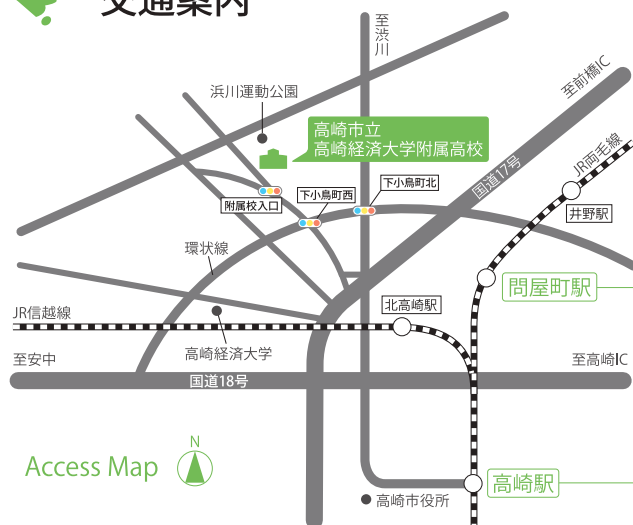 交通案内
至渋川
浜川運動公園
至前橋IC
高崎市立
高崎経済大学附属高校
JR両毛線
国道17号
下小鳥町北
下小鳥町西
附属校入口
井野駅
環状線
問屋町駅
北高崎駅
JR信越線
高崎経済大学
至安中
至高崎IC
国道18号
N
Access Map
高崎駅
高崎市役所